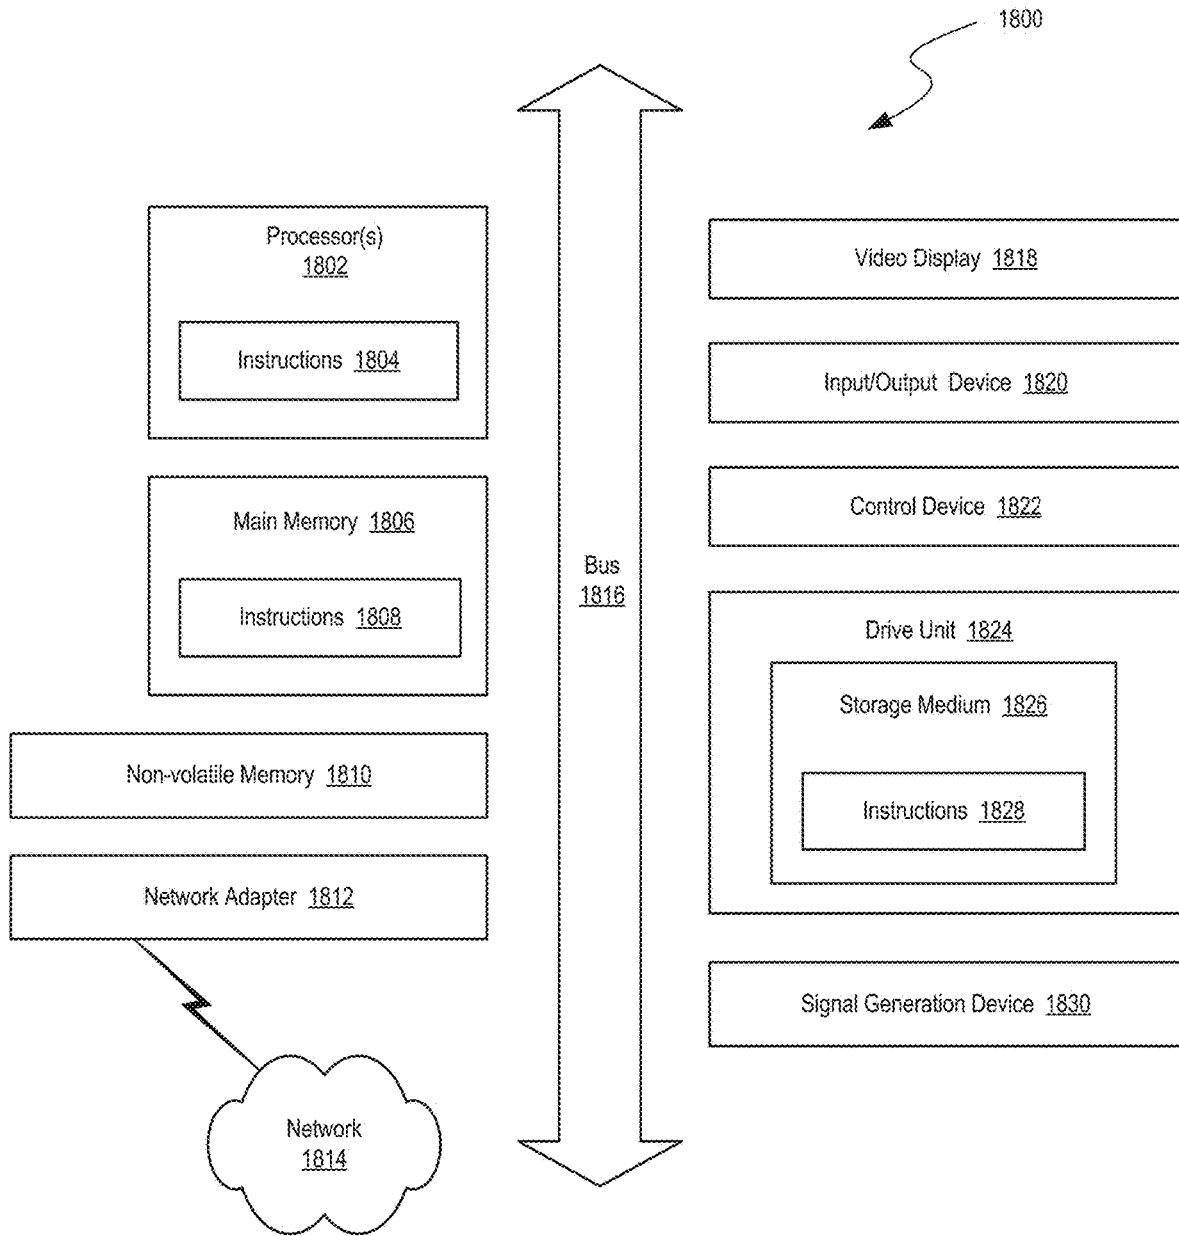 1800
Processor(s)
1802
Instructions 1804
Main Memory 1806
Instructions 1808
Non-volatile Memory 1810
Network Adapter 1812
Network
1814
Bus
1816
Video Display 1818
Input/Output Device 1820
Control Device 1822
Drive Unit 1824
Storage Medium 1826
Instructions 1828
Signal Generation Device 1830